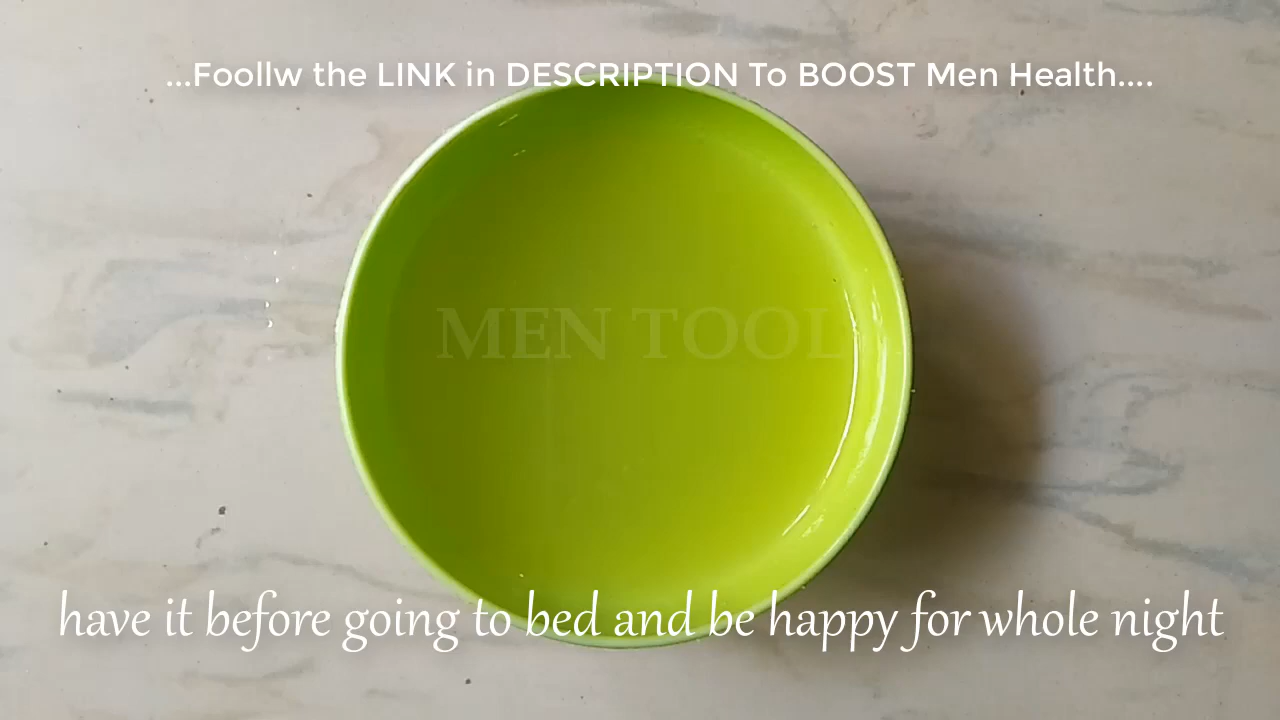 ...Foollw the LINK in DESCRIPTION To BOOST Men Health....
MEN TOOL
have it before going to bed and be happy for whole night